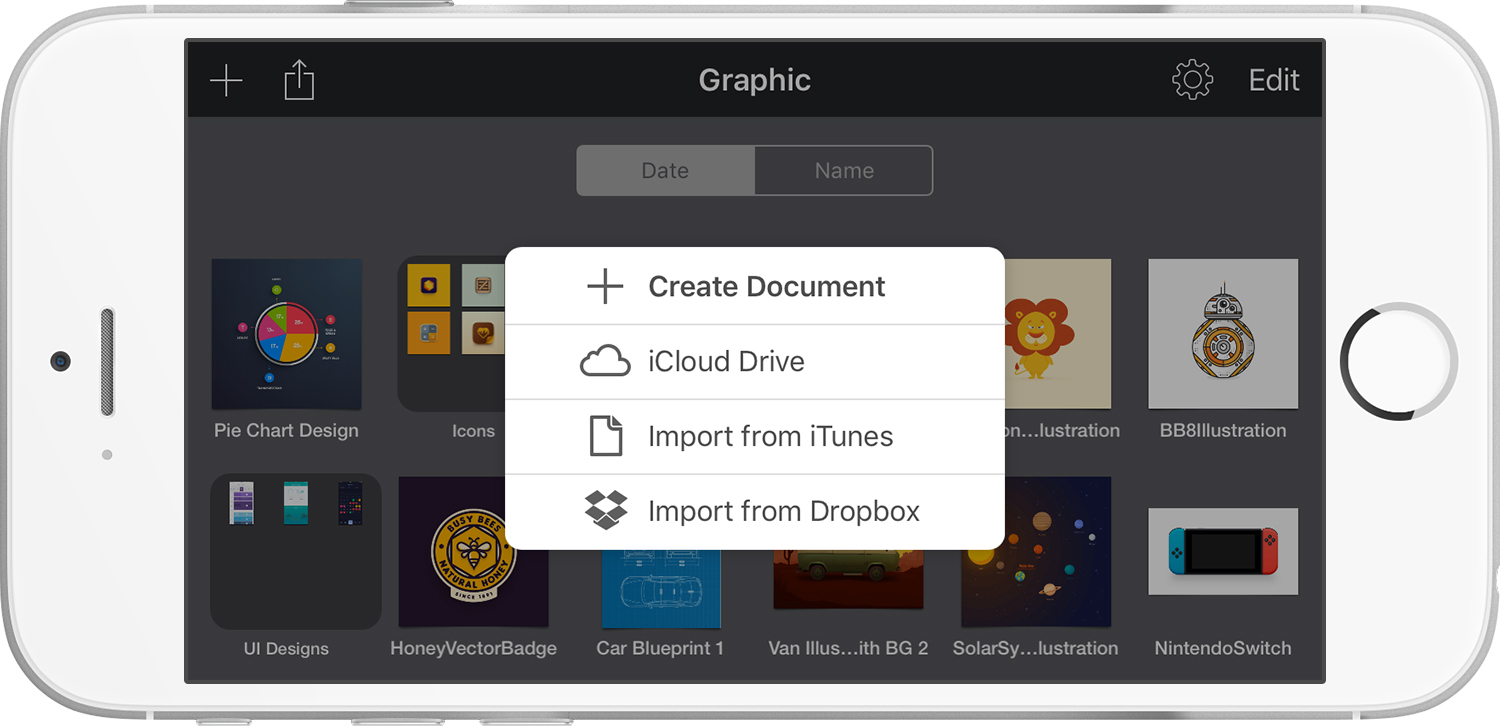 Graphic
Edit
Date
Name
Create Document
iCloud Drive
Import from iTunes
Import from Dropbox
Pie Chart Design
Icons
on...lustration
BB8Illustration
BUSY BEES
NATURAL HONEY
SINCE 1891
UI Designs
HoneyVectorBadge
Car Blueprint 1
Van Illus...ith BG 2
SolarSy...lustration
NintendoSwitch